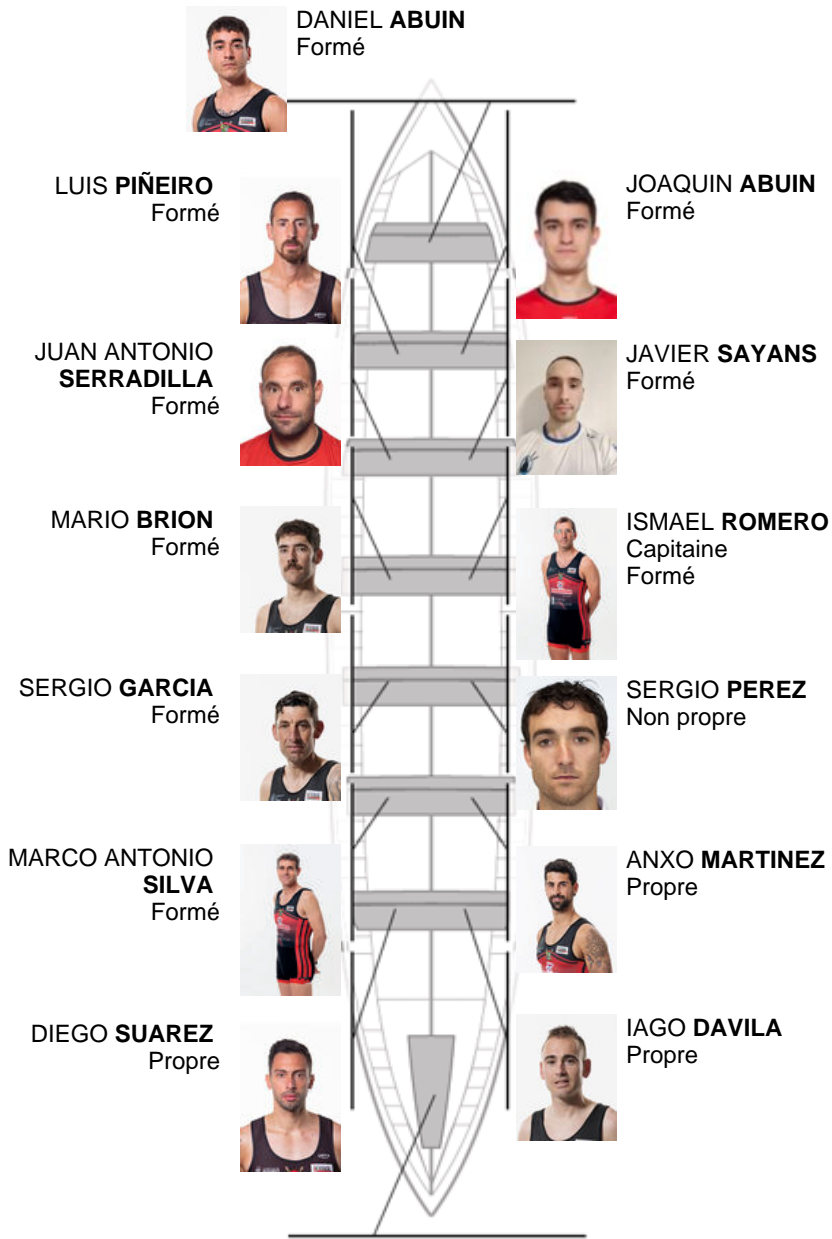 DANIEL ABUIN
Formé
LUIS PIÑEIRO
Formé
JOAQUIN ABUIN
Formé
JUAN ANTONIO
SERRADILLA
Formé
JAVIER SAYANS
Formé
MARIO BRION
Formé
ISMAEL ROMERO
Capitaine
Formé
SERGIO GARCIA
Formé
SERGIO PEREZ
Non propre
MARCO ANTONIO
SILVA
Formé
ANXO MARTINEZ
Propre
DIEGO SUAREZ
Propre
IAGO DAVILA
Propre